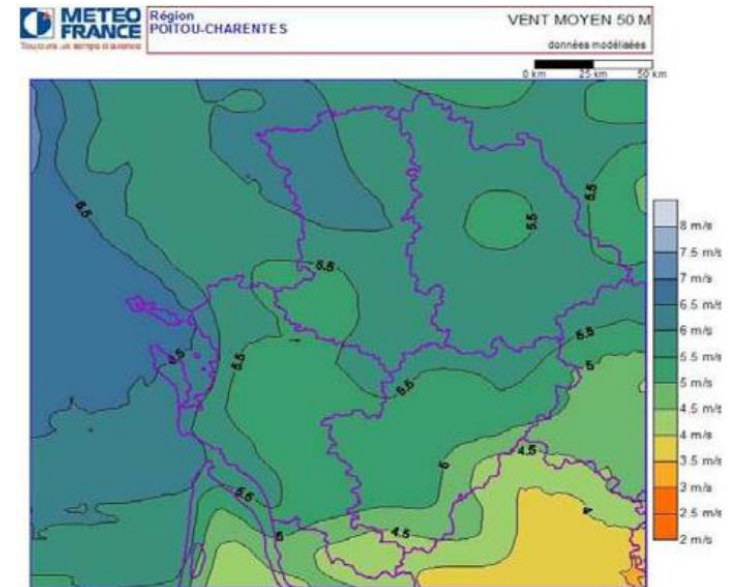 METEO
FRANCE
Toujours un temps d'avance
Région
POITOU-CHARENTES
VENT MOYEN 50 M
données modélisées
0 km 25 km 50 km
6.5
5.5
5.5
5.5
6.5
5.5
5.5
5.5
5
4.5
5
5.5
5
4.5
4
8 m/s
7.5 m/s
7 m/s
6.5 m/s
6 m/s
5.5 m/s
5 m/s
4.5 m/s
4 m/s
3.5 m/s
3 m/s
2.5 m/s
2 m/s